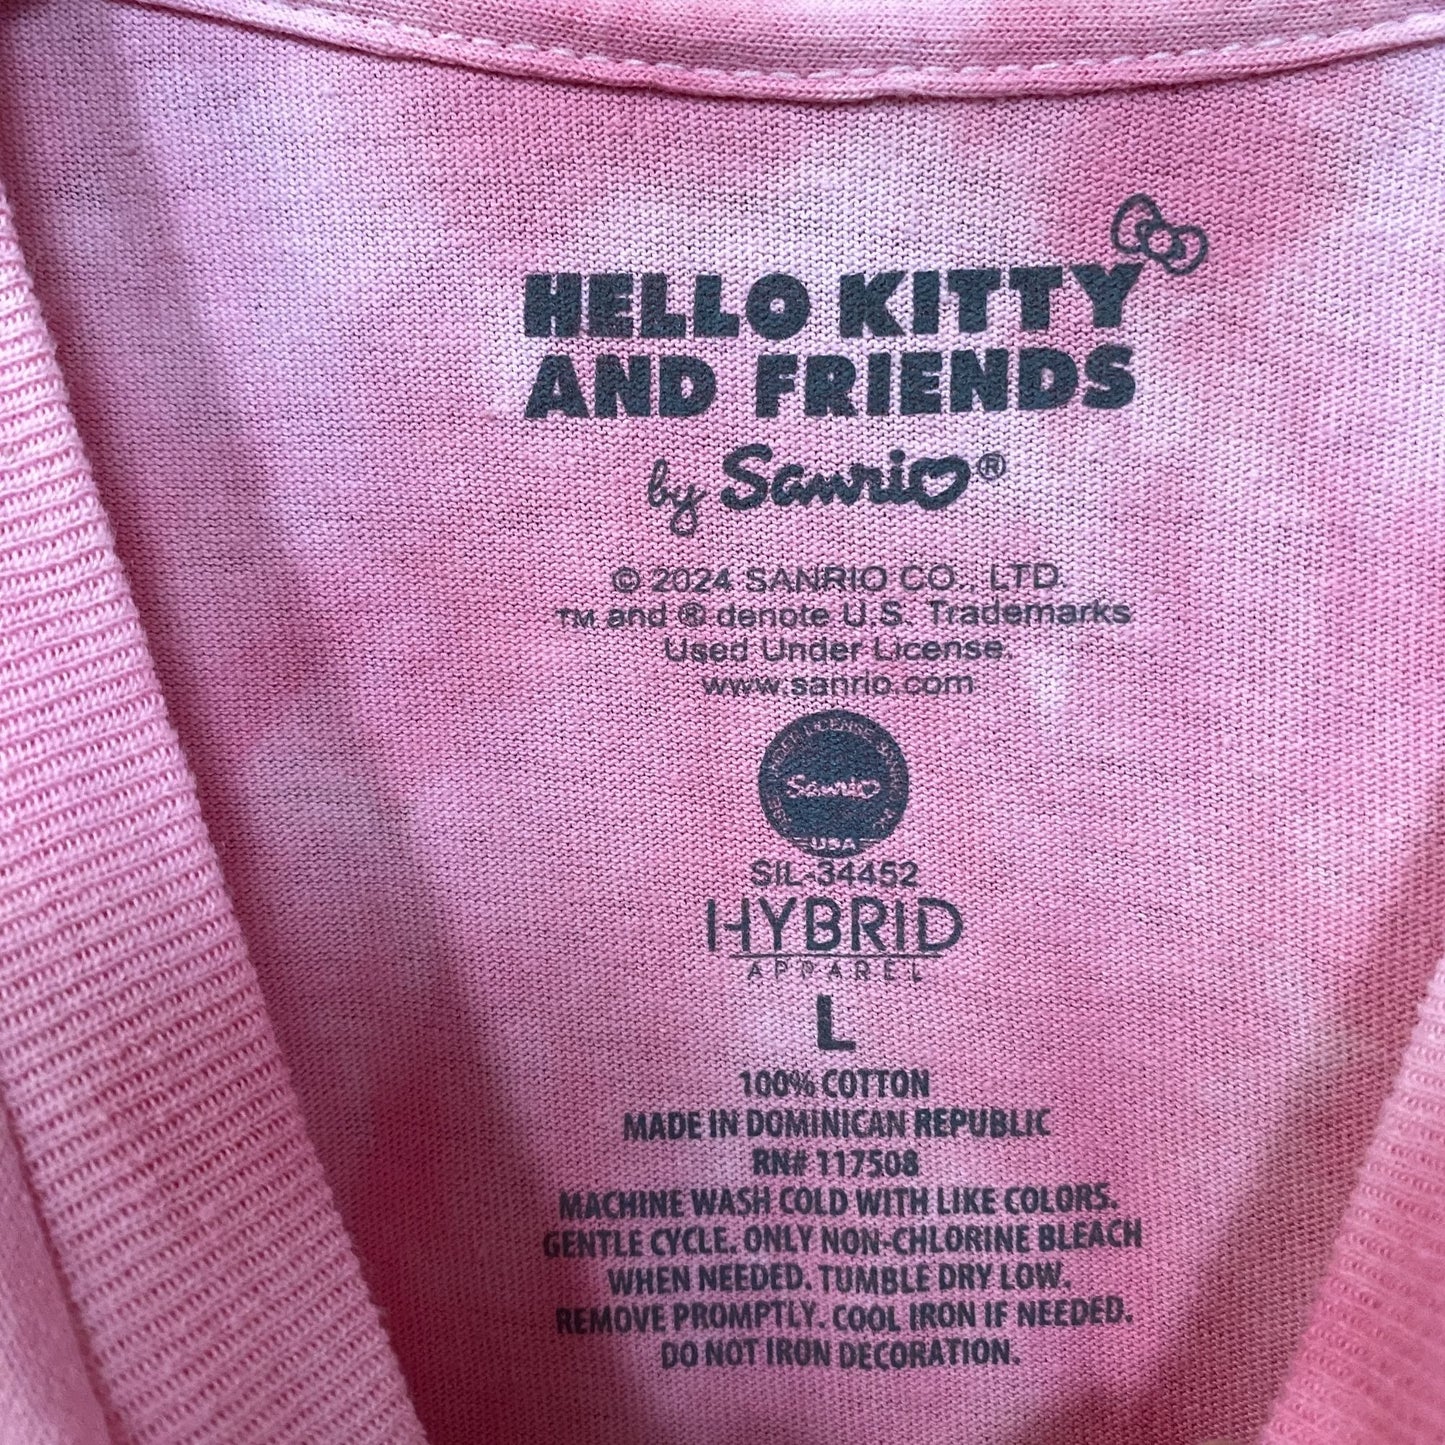 HELLO KITTY
AND FRIENDS
by Sanrio®
© 2024 SANRIO CO., LTD.
TM and ® denote U.S. Trademarks
Used Under License.
www.sanrio.com
Sanrio
USA
SIL-34452
HYBRID
APPAREL
L
100% COTTON
MADE IN DOMINICAN REPUBLIC
RN# 117508
MACHINE WASH COLD WITH LIKE COLORS.
GENTLE CYCLE. ONLY NON-CHLORINE BLEACH
WHEN NEEDED. TUMBLE DRY LOW.
REMOVE PROMPTLY. COOL IRON IF NEEDED.
DO NOT IRON DECORATION.